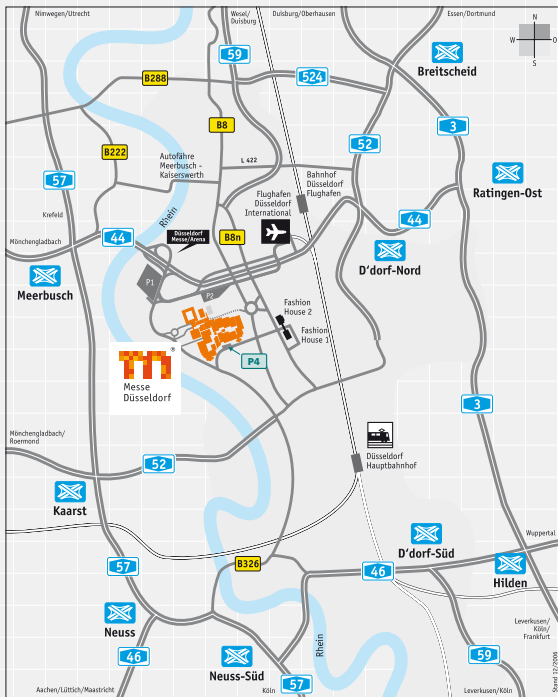 Nimwegen/Utrecht
Wesel/
Duisburg
Duisburg/Oberhausen
Essen/Dortmund
N
W
O
S
59
Breitscheid
B288
524
3
B8
52
B222
Autofähre
Meerbusch -
Kaiserswerth
L 422
Bahnhof
Düsseldorf
Flughafen
57
Ratingen-Ost
Flughafen
Düsseldorf
International
Krefeld
Rhein
44
Mönchengladbach
44
Düsseldorf
Messe/Arena
B8n
D'dorf-Nord
Meerbusch
P1
P2
Fashion
House 2
Fashion
House 1
P4
®
Messe
Düsseldorf
3
Mönchengladbach/
Roermond
52
Düsseldorf
Hauptbahnhof
Kaarst
D'dorf-Süd
Wuppertal
57
B326
46
Hilden
Neuss
Leverkusen/
Köln/
Frankfurt
Rhein
46
Neuss-Süd
59
57
Aachen/Lüttich/Maastricht
Köln
Leverkusen/Köln
Stand 12/2006